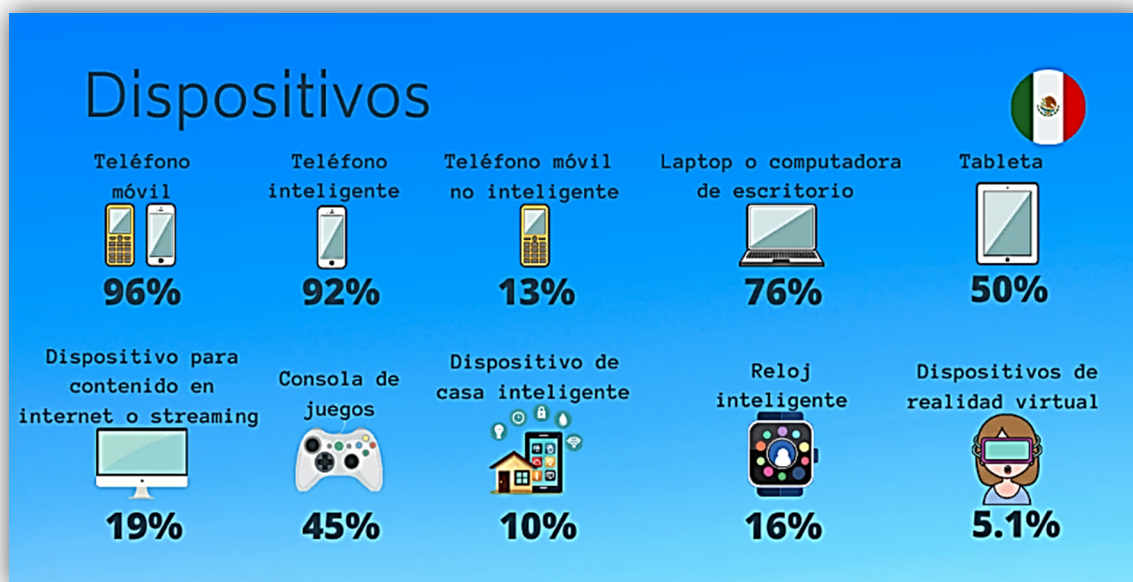 Dispositivos
Teléfono
móvil
96%
Teléfono
inteligente
92%
Teléfono móvil
no inteligente
13%
Laptop o computadora
de escritorio
76%
Tableta
50%
Dispositivo para
contenido en
internet o streaming
19%
Consola de
juegos
45%
Dispositivo de
casa inteligente
10%
Reloj
inteligente
16%
Dispositivos de
realidad virtual
5.1%